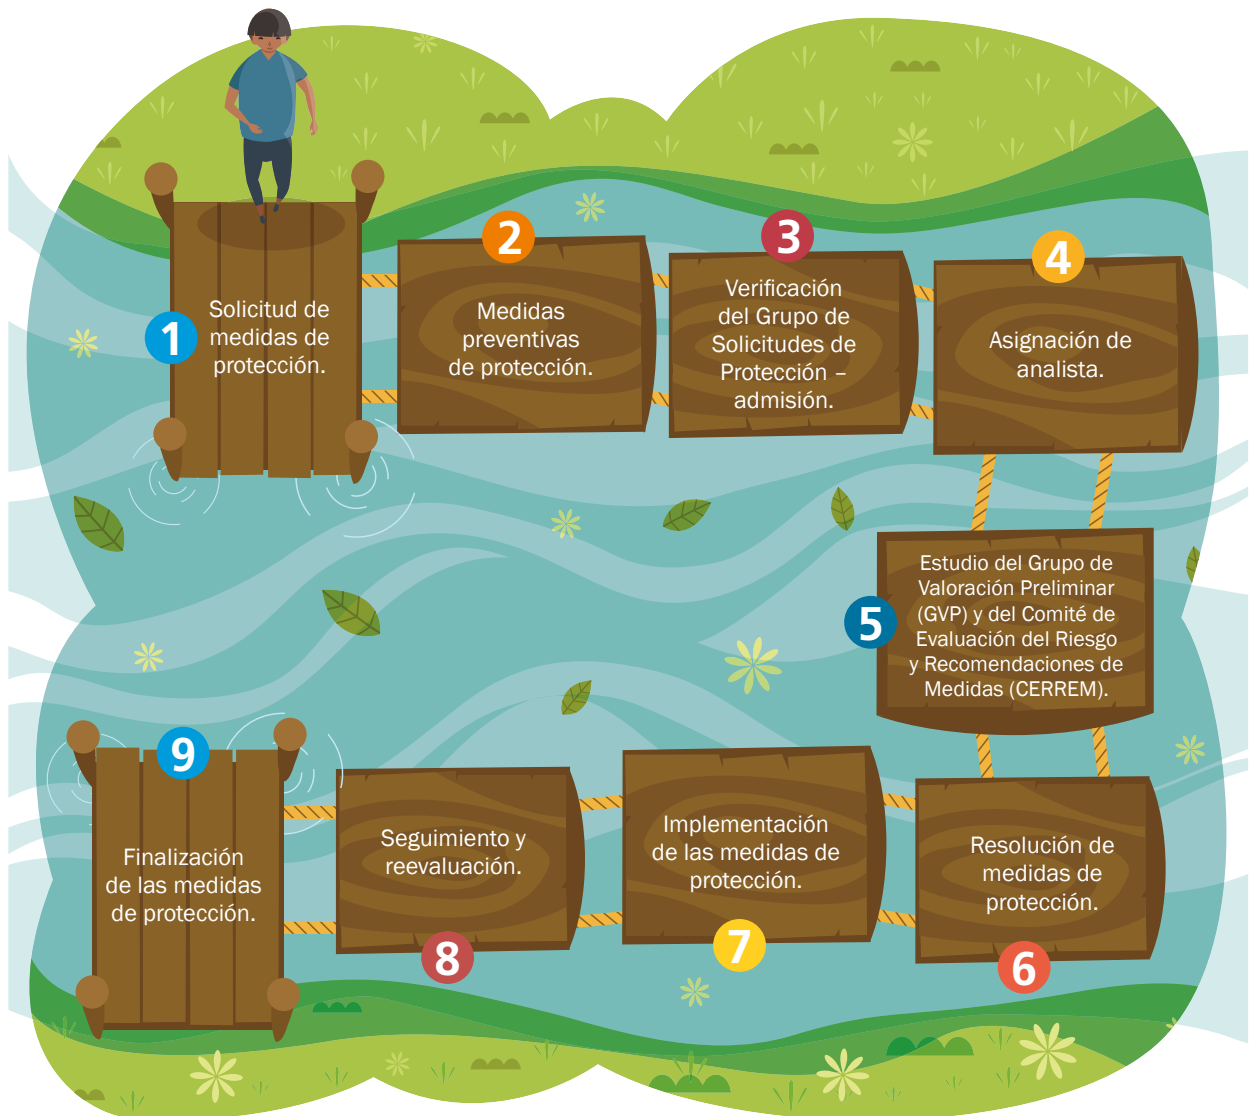 1
Solicitud de
medidas de
protección.
2
Medidas
preventivas
de protección.
3
Verificación
del Grupo de
Solicitudes de
Protección –
admisión.
4
Asignación de
analista.
5
Estudio del Grupo de
Valoración Preliminar
(GVP) y del Comité de
Evaluación del Riesgo
y Recomendaciones de
Medidas (CERREM).
6
Resolución de
medidas de
protección.
7
Implementación
de las medidas de
protección.
8
Seguimiento y
reevaluación.
9
Finalización
de las medidas
de protección.